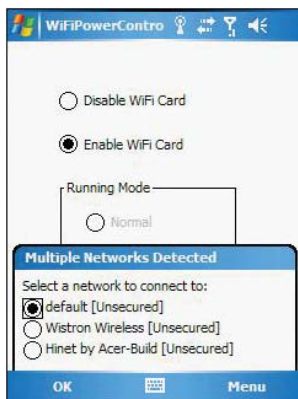 WiFiPowerContro
Disable WiFi Card
Enable WiFi Card
Running Mode
Normal
Multiple Networks Detected
Select a network to connect to:
default [Unsecured]
Wistron Wireless [Unsecured]
Hinet by Acer-Build [Unsecured]
OK Menu